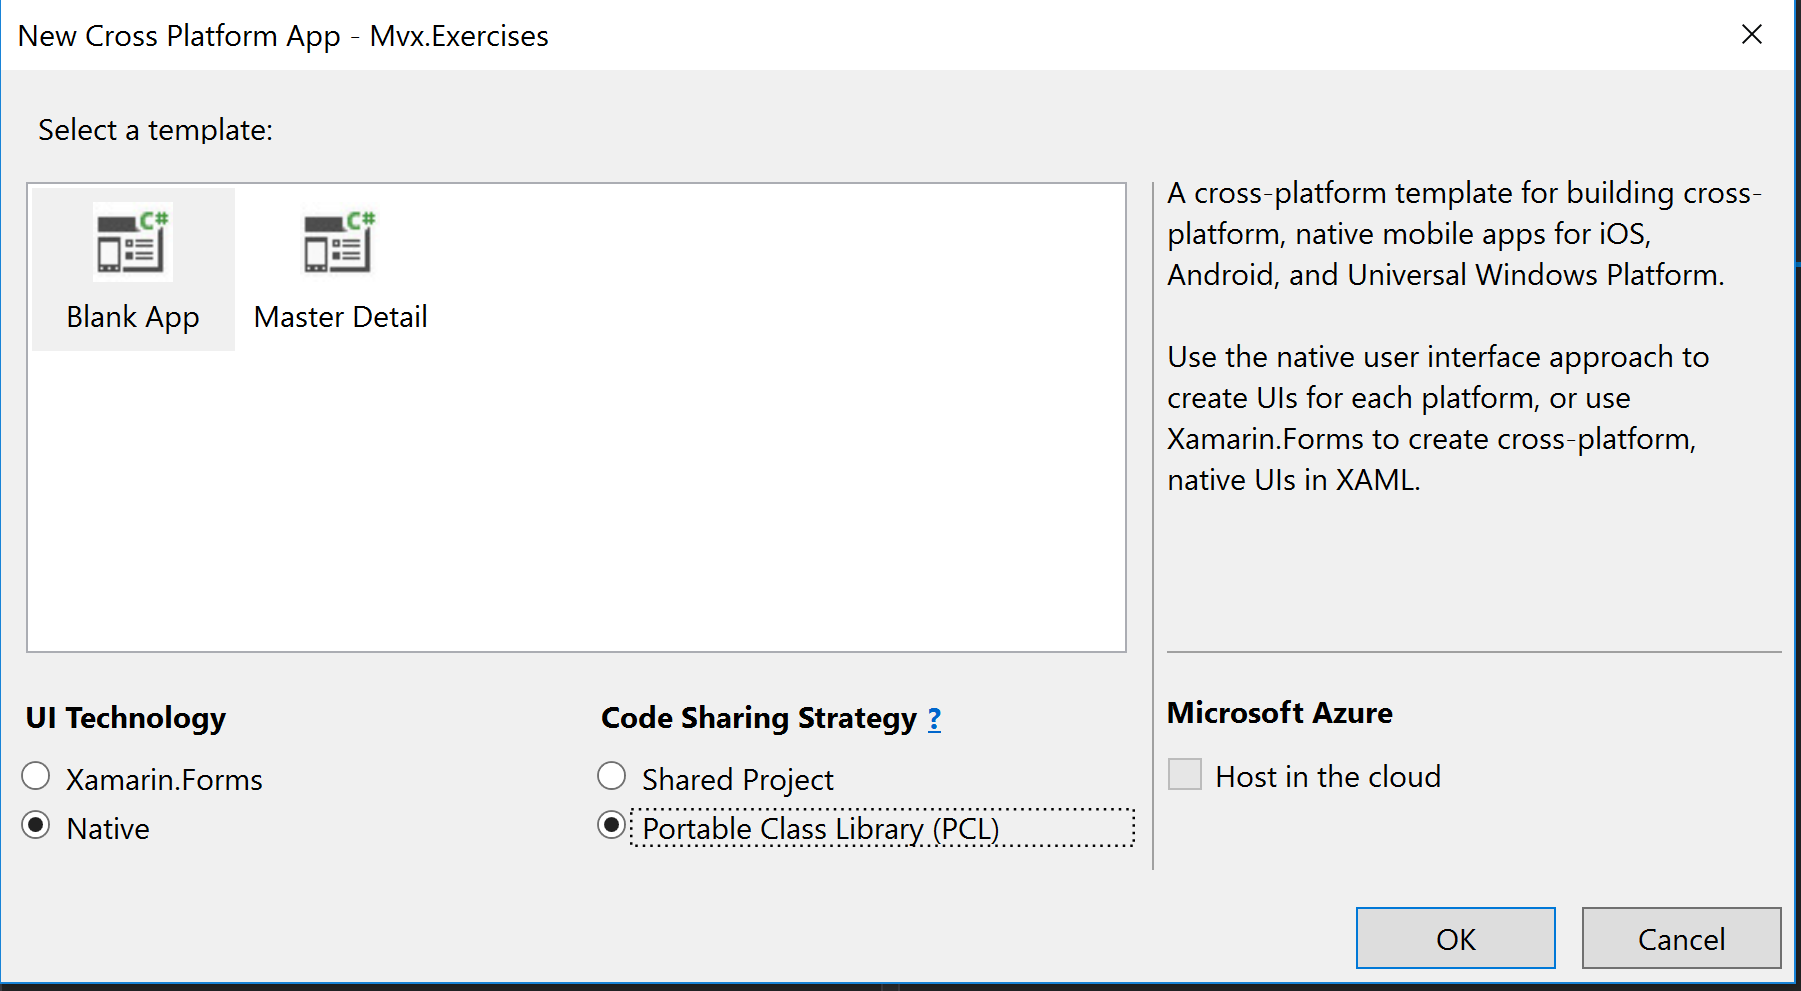 New Cross Platform App - Mvx.Exercises
Select a template:
C#
Blank App
C#
Master Detail
A cross-platform template for building cross-
platform, native mobile apps for iOS,
Android, and Universal Windows Platform.
Use the native user interface approach to
create UIs for each platform, or use
Xamarin.Forms to create cross-platform,
native UIs in XAML.
UI Technology
Xamarin.Forms
Native
Code Sharing Strategy ?
Shared Project
Portable Class Library (PCL)
Microsoft Azure
Host in the cloud
OK
Cancel